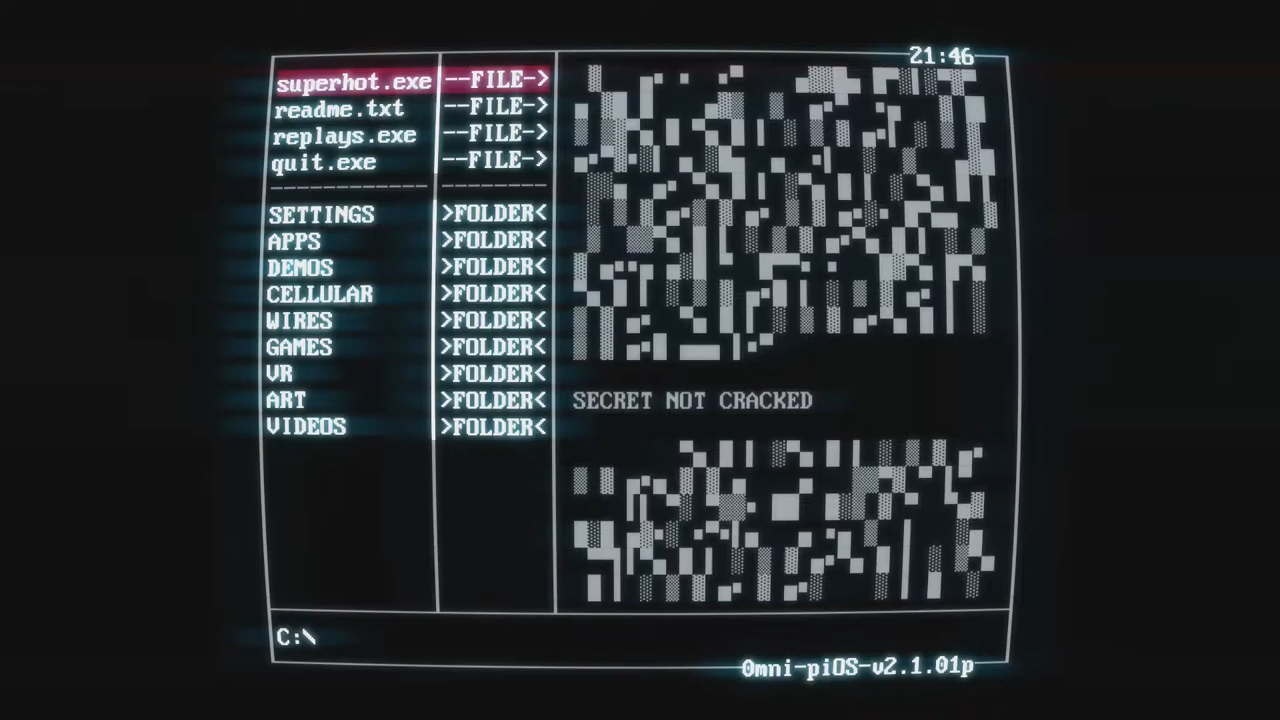 21:46
superhot.exe --FILE->
readme.txt --FILE->
replays.exe --FILE->
quit.exe --FILE->
SETTINGS >FOLDER<
APPS >FOLDER<
DEMOS >FOLDER<
CELLULAR >FOLDER<
WIRES >FOLDER<
GAMES >FOLDER<
VR >FOLDER<
ART >FOLDER<
SECRET NOT CRACKED
VIDEOS >FOLDER<
C:\
0mni-piOS-v2.1.01p